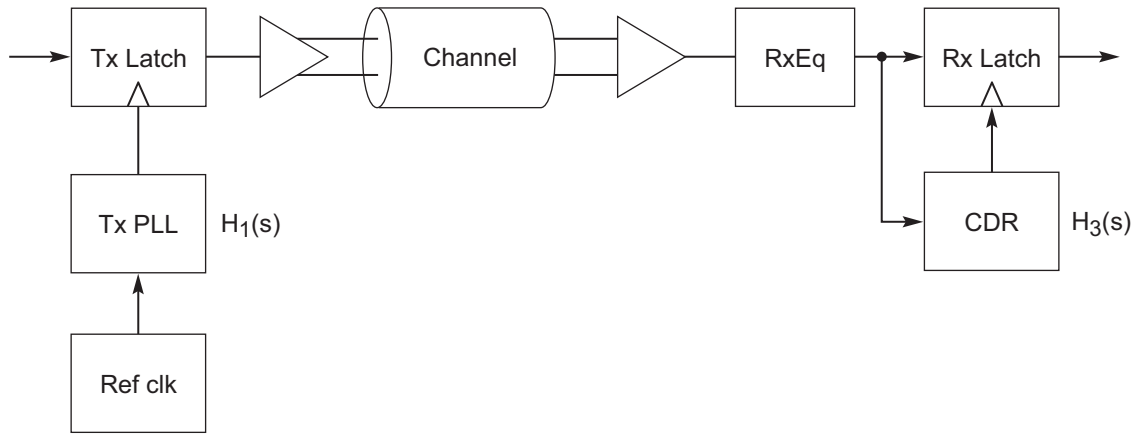 Tx Latch
Channel
RxEq
Rx Latch
Tx PLL
H1(s)
CDR
H3(s)
Ref clk